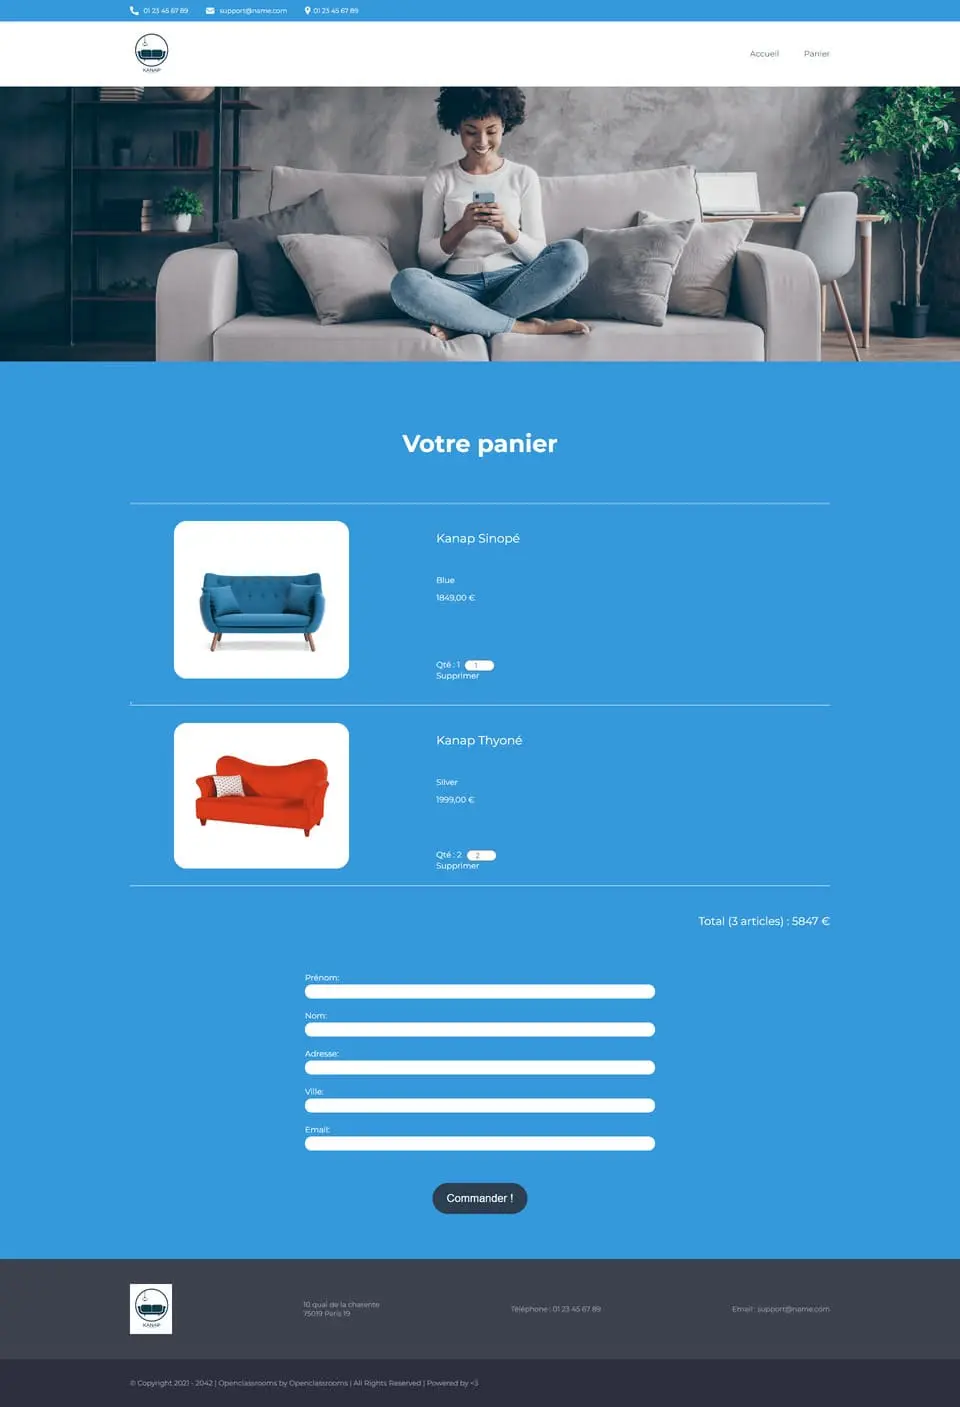 01 23 45 67 89 support@name.com 01 23 45 67 89
KANAP
Accueil Panier
Votre panier
Kanap Sinopé
Blue
1849,00 €
Qté : 1 1
Supprimer
Kanap Thyoné
Silver
1999,00 €
Qté : 2 2
Supprimer
Total (3 articles) : 5847 €
Prénom:
Nom:
Adresse:
Ville:
Email:
Commander !
KANAP
10 quai de la charente
75019 Paris 19
Téléphone : 01 23 45 67 89
Email : support@name.com
© Copyright 2021 - 2042 | Openclassrooms by Openclassrooms | All Rights Reserved | Powered by <3